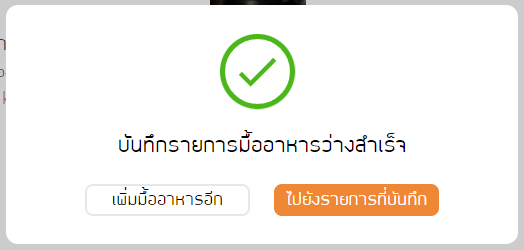 บันทึกรายการมื้ออาหารว่างสำเร็จ
เพิ่มมื้ออาหารอีก
ไปยังรายการที่บันทึก